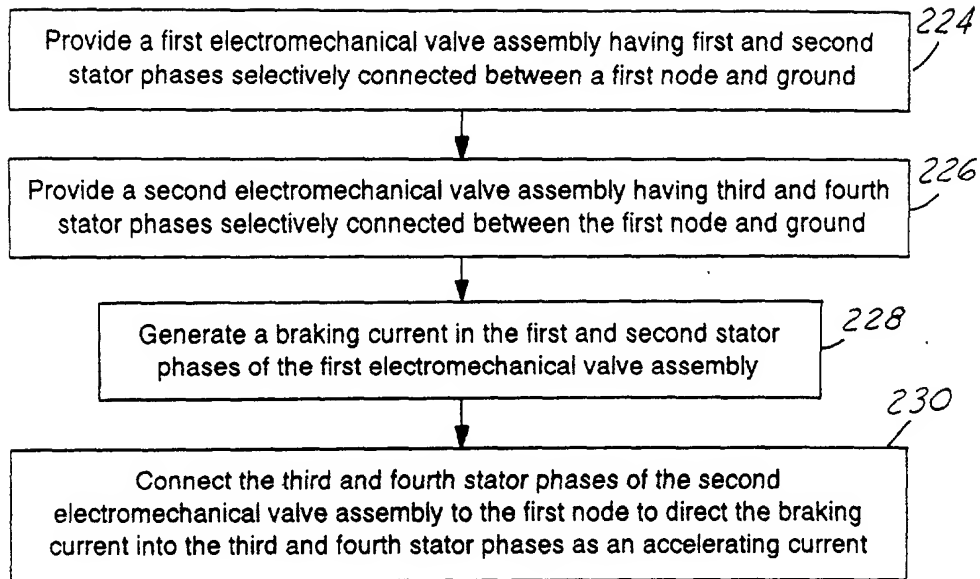 Provide a first electromechanical valve assembly having first and second
stator phases selectively connected between a first node and ground
224
Provide a second electromechanical valve assembly having third and fourth
stator phases selectively connected between the first node and ground
226
Generate a braking current in the first and second stator
phases of the first electromechanical valve assembly
228
230
Connect the third and fourth stator phases of the second
electromechanical valve assembly to the first node to direct the braking
current into the third and fourth stator phases as an accelerating current